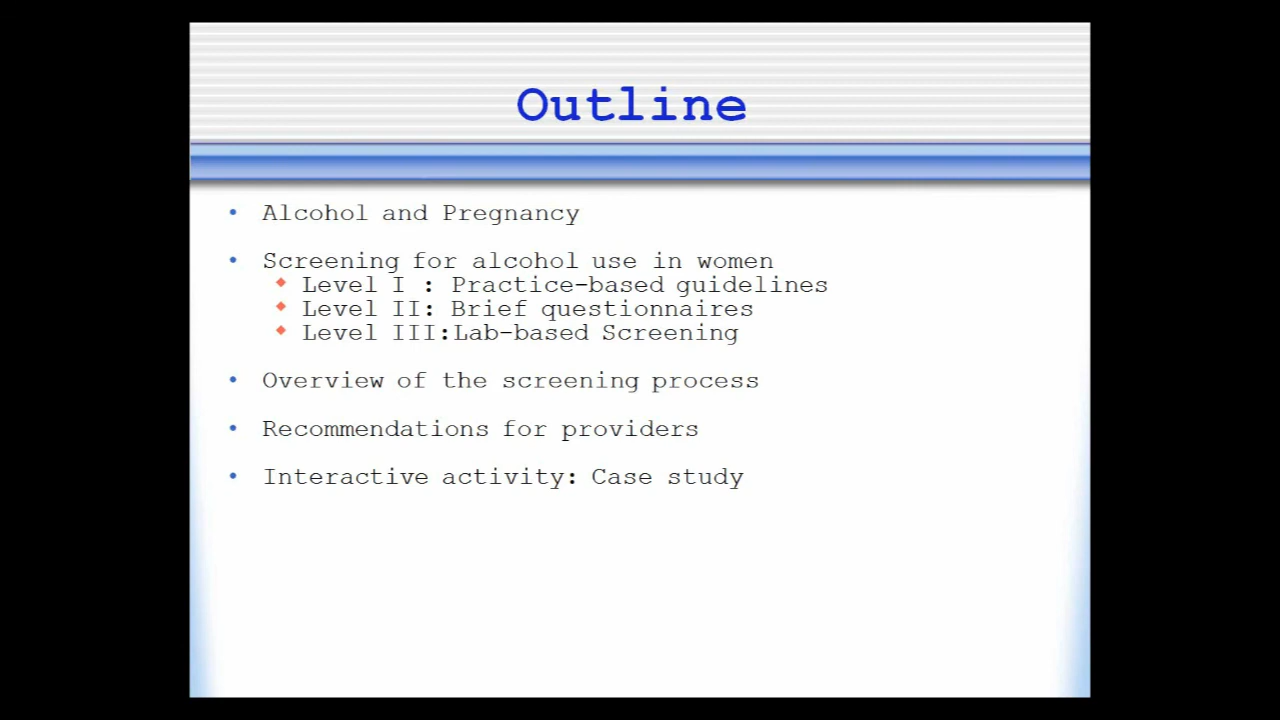 Outline
• Alcohol and Pregnancy
• Screening for alcohol use in women
◆ Level I : Practice-based guidelines
◆ Level II: Brief questionnaires
◆ Level III:Lab-based Screening
• Overview of the screening process
• Recommendations for providers
• Interactive activity: Case study